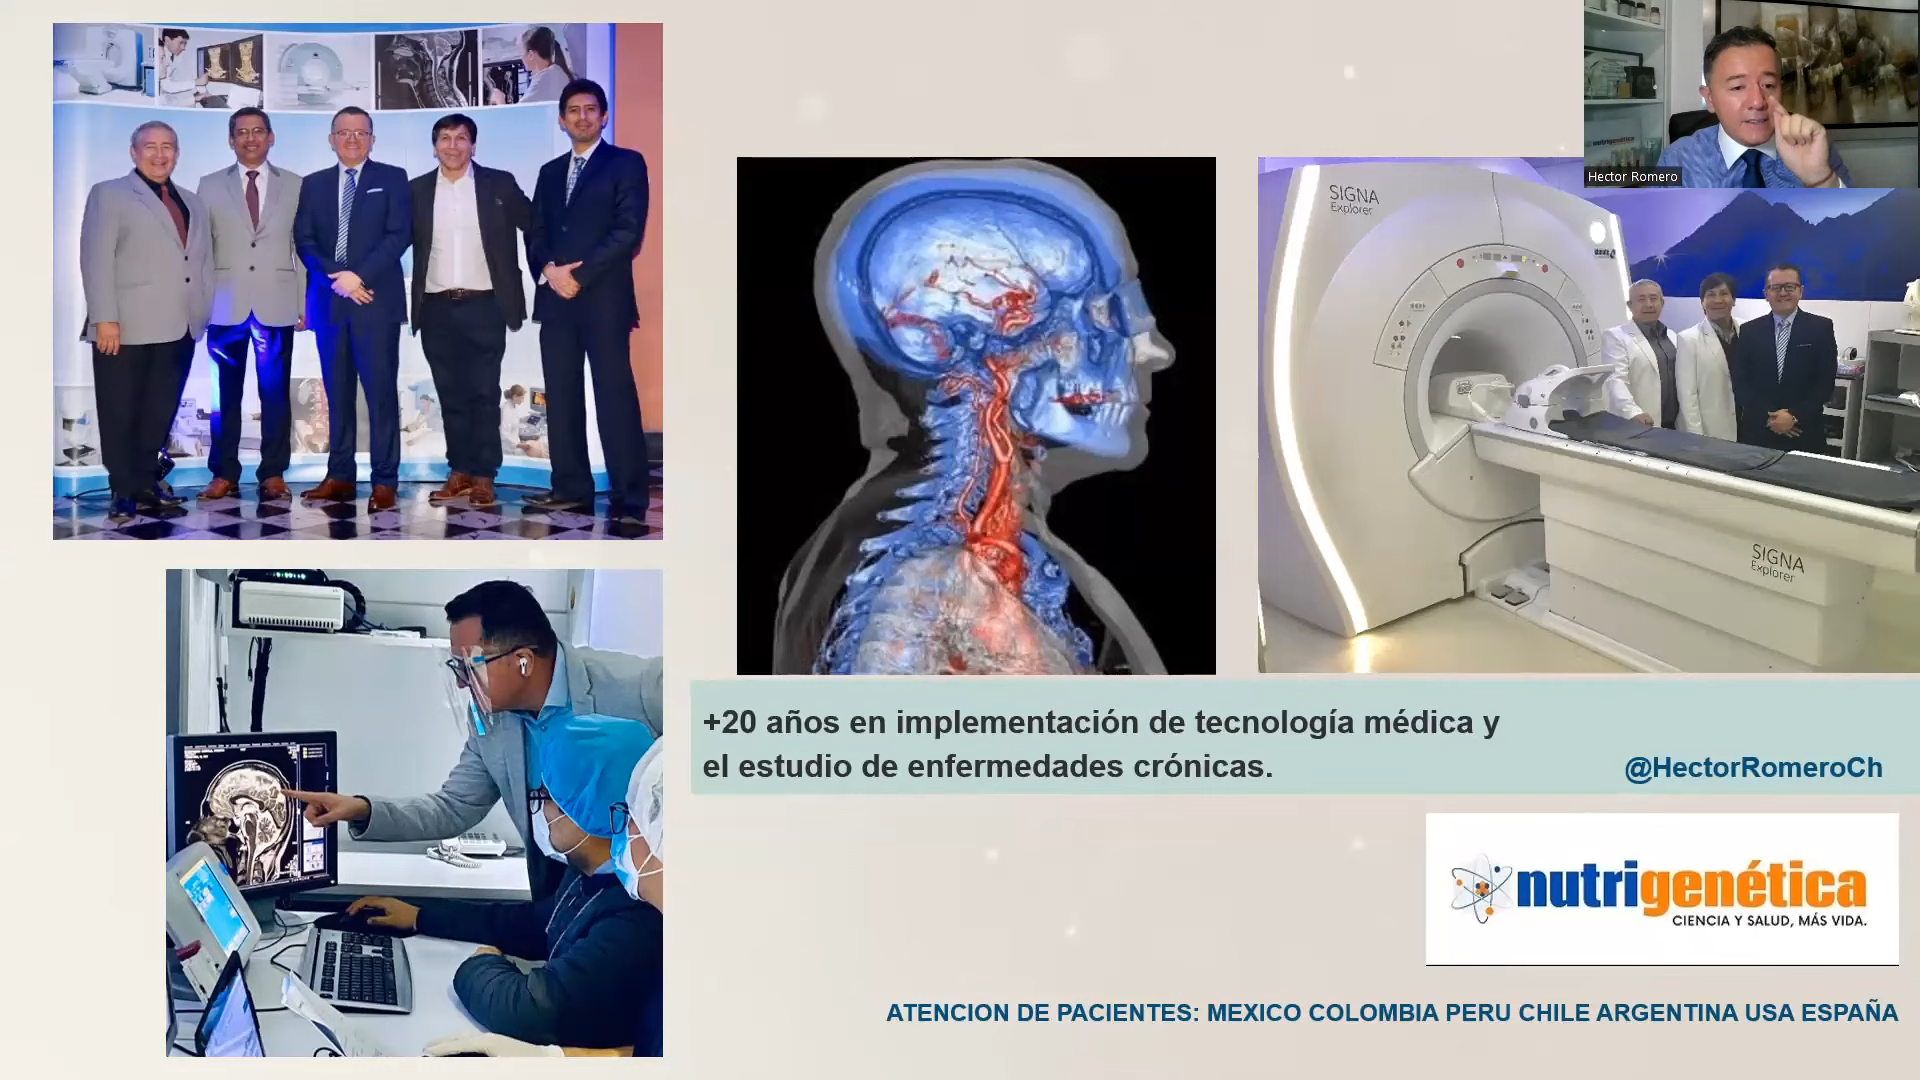 Hector Romero
nutrigenética
SIGNA
Explorer
SIGNA
Explorer
+20 años en implementación de tecnología médica y
el estudio de enfermedades crónicas.
@HectorRomeroCh
nutrigenética
CIENCIA Y SALUD, MÁS VIDA.
ATENCION DE PACIENTES: MEXICO COLOMBIA PERU CHILE ARGENTINA USA ESPAÑA